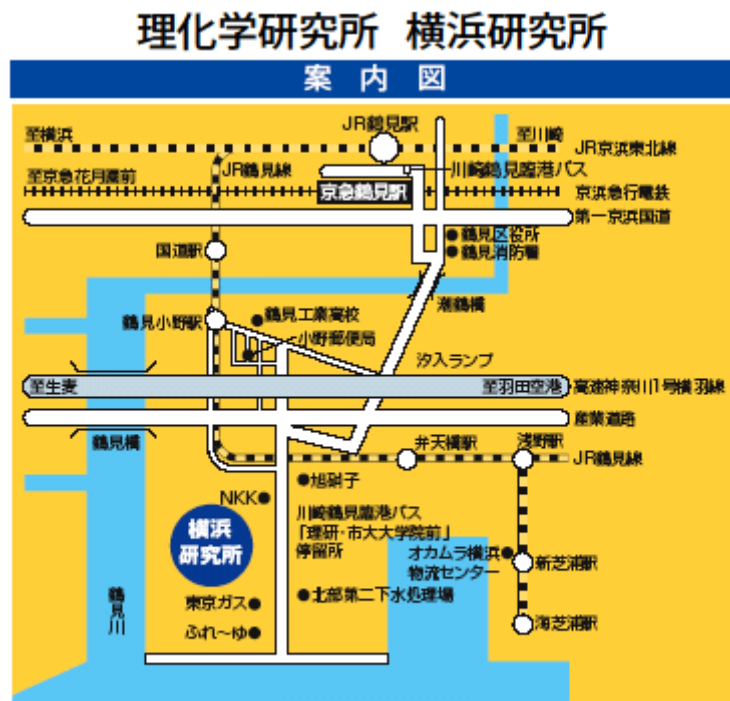 理化学研究所 横浜研究所
案内図
至横浜
JR鶴見駅
至川崎
JR京浜東北線
至京急花月園前
JR鶴見線
川崎鶴見臨港バス
京急鶴見駅
京浜急行電鉄
第一京浜国道
国道駅
鶴見区役所
鶴見消防署
潮鶴橋
鶴見小野駅
鶴見工業高校
小野郵便局
汐入ランプ
至生麦
至羽田空港
高速神奈川1号横羽線
産業道路
鶴見橋
弁天橋駅
浅野駅
JR鶴見線
旭硝子
NKK
横浜
研究所
川崎鶴見臨港バス
「理研・市大大学院前」
停留所
オカムラ横浜
物流センター
新芝浦駅
鶴見川
東京ガス
北部第二下水処理場
ふれ～ゆ
海芝浦駅